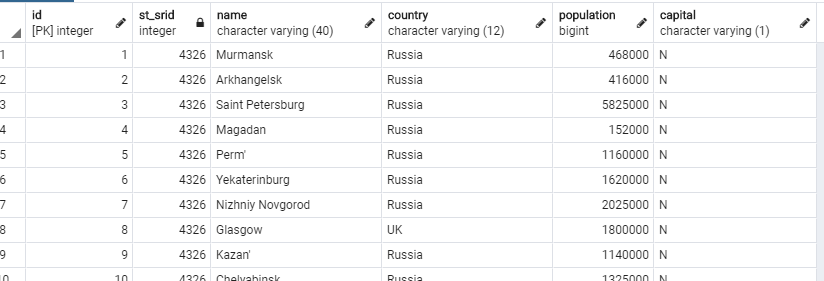 id st_srid name country population capital
[PK] integer integer character varying (40) character varying (12) bigint character varying (1)
1 1 4326 Murmansk Russia 468000 N
2 2 4326 Arkhangelsk Russia 416000 N
3 3 4326 Saint Petersburg Russia 5825000 N
4 4 4326 Magadan Russia 152000 N
5 5 4326 Perm' Russia 1160000 N
6 6 4326 Yekaterinburg Russia 1620000 N
7 7 4326 Nizhniy Novgorod Russia 2025000 N
8 8 4326 Glasgow UK 1800000 N
9 9 4326 Kazan' Russia 1140000 N
10 10 4326 Chelyabinsk Russia 1325000 N